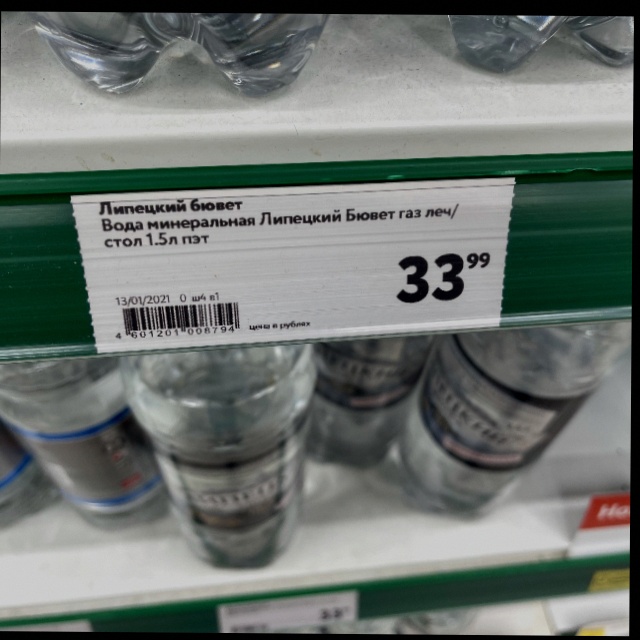 Липецкий бювет
Вода минеральная Липецкий Бювет газ леч/
стол 1.5л пэт
33 99
13/01/2021 0 шч в1
4 601201 008794
цена в рублях